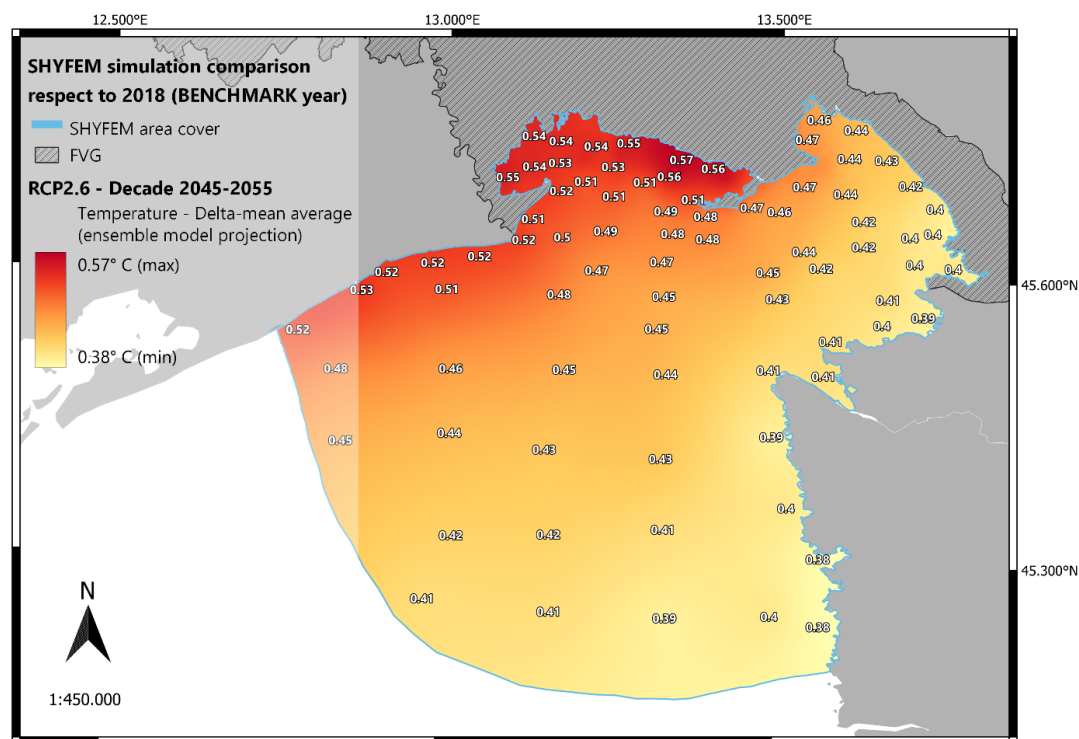 12.500°E 13.000°E 13.500°E
SHYFEM simulation comparison
respect to 2018 (BENCHMARK year)
SHYFEM area cover
FVG
RCP2.6 - Decade 2045-2055
Temperature - Delta-mean average
(ensemble model projection)
0.57° C (max)
0.38° C (min)
0.46
0.44
0.54 0.54 0.54 0.55 0.47
0.57 0.44 0.43
0.55 0.54 0.53 0.53 0.56 0.56
0.52 0.51 0.51 0.47 0.42
0.51 0.51 0.44
0.51 0.49 0.48 0.47 0.46 0.4
0.52 0.5 0.49 0.48 0.48 0.42 0.4 0.4
0.52 0.52 0.52 0.47 0.47 0.44 0.42
0.45 0.42 0.4 0.4
45.600°N
0.53 0.51 0.48 0.45 0.43 0.41
0.52 0.45 0.4 0.39
0.41
0.48 0.46 0.45 0.44 0.41 0.41
0.45 0.44 0.43 0.43 0.39
0.42 0.42 0.41 0.4
0.38
45.300°N
0.41 0.41 0.39 0.4 0.38
N
1:450.000